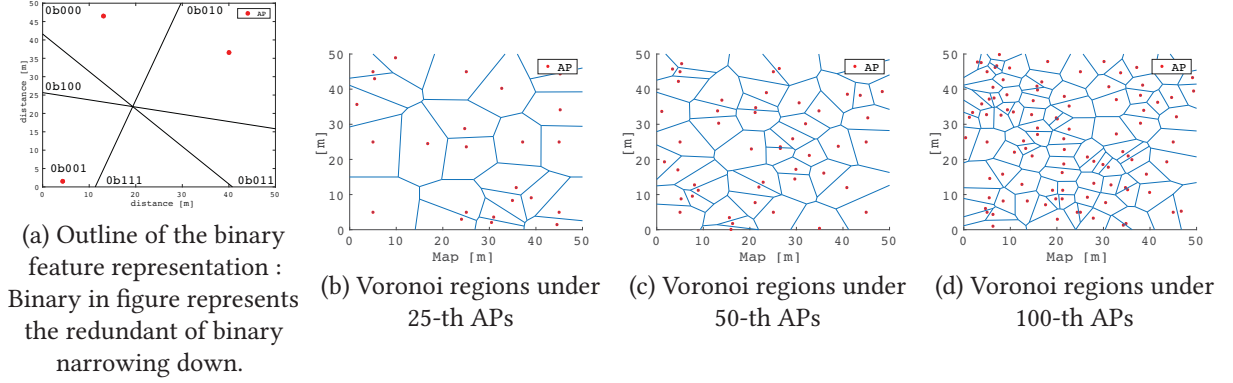 50
45
40
35
30
25
20
15
10
5
0
distance [m]
0b000
0b010
AP
0b100
0b001
0b111
0b011
0 10 20 30 40 50
distance [m]
(a) Outline of the binary
feature representation :
Binary in figure represents
the redundant of binary
narrowing down.
50
40
30
20
10
0
[m]
AP
0 10 20 30 40 50
Map [m]
(b) Voronoi regions under
25-th APs
50
40
30
20
10
0
[m]
AP
0 10 20 30 40 50
Map [m]
(c) Voronoi regions under
50-th APs
50
40
30
20
10
0
[m]
AP
0 10 20 30 40 50
Map [m]
(d) Voronoi regions under
100-th APs